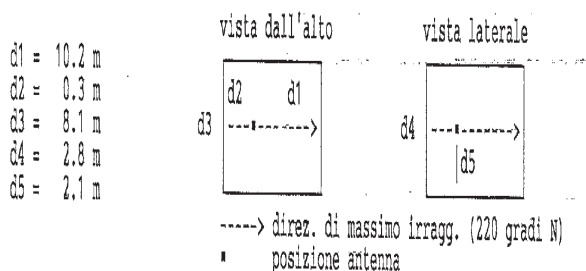 vista dall'alto
vista laterale
d1 = 10.2 m
d2 = 0.3 m
d3 = 8.1 m
d4 = 2.8 m
d5 = 2.1 m
d2 d1
d3
d4
d5
-----> direz. di massimo irragg. (220 gradi N)
posizione antenna